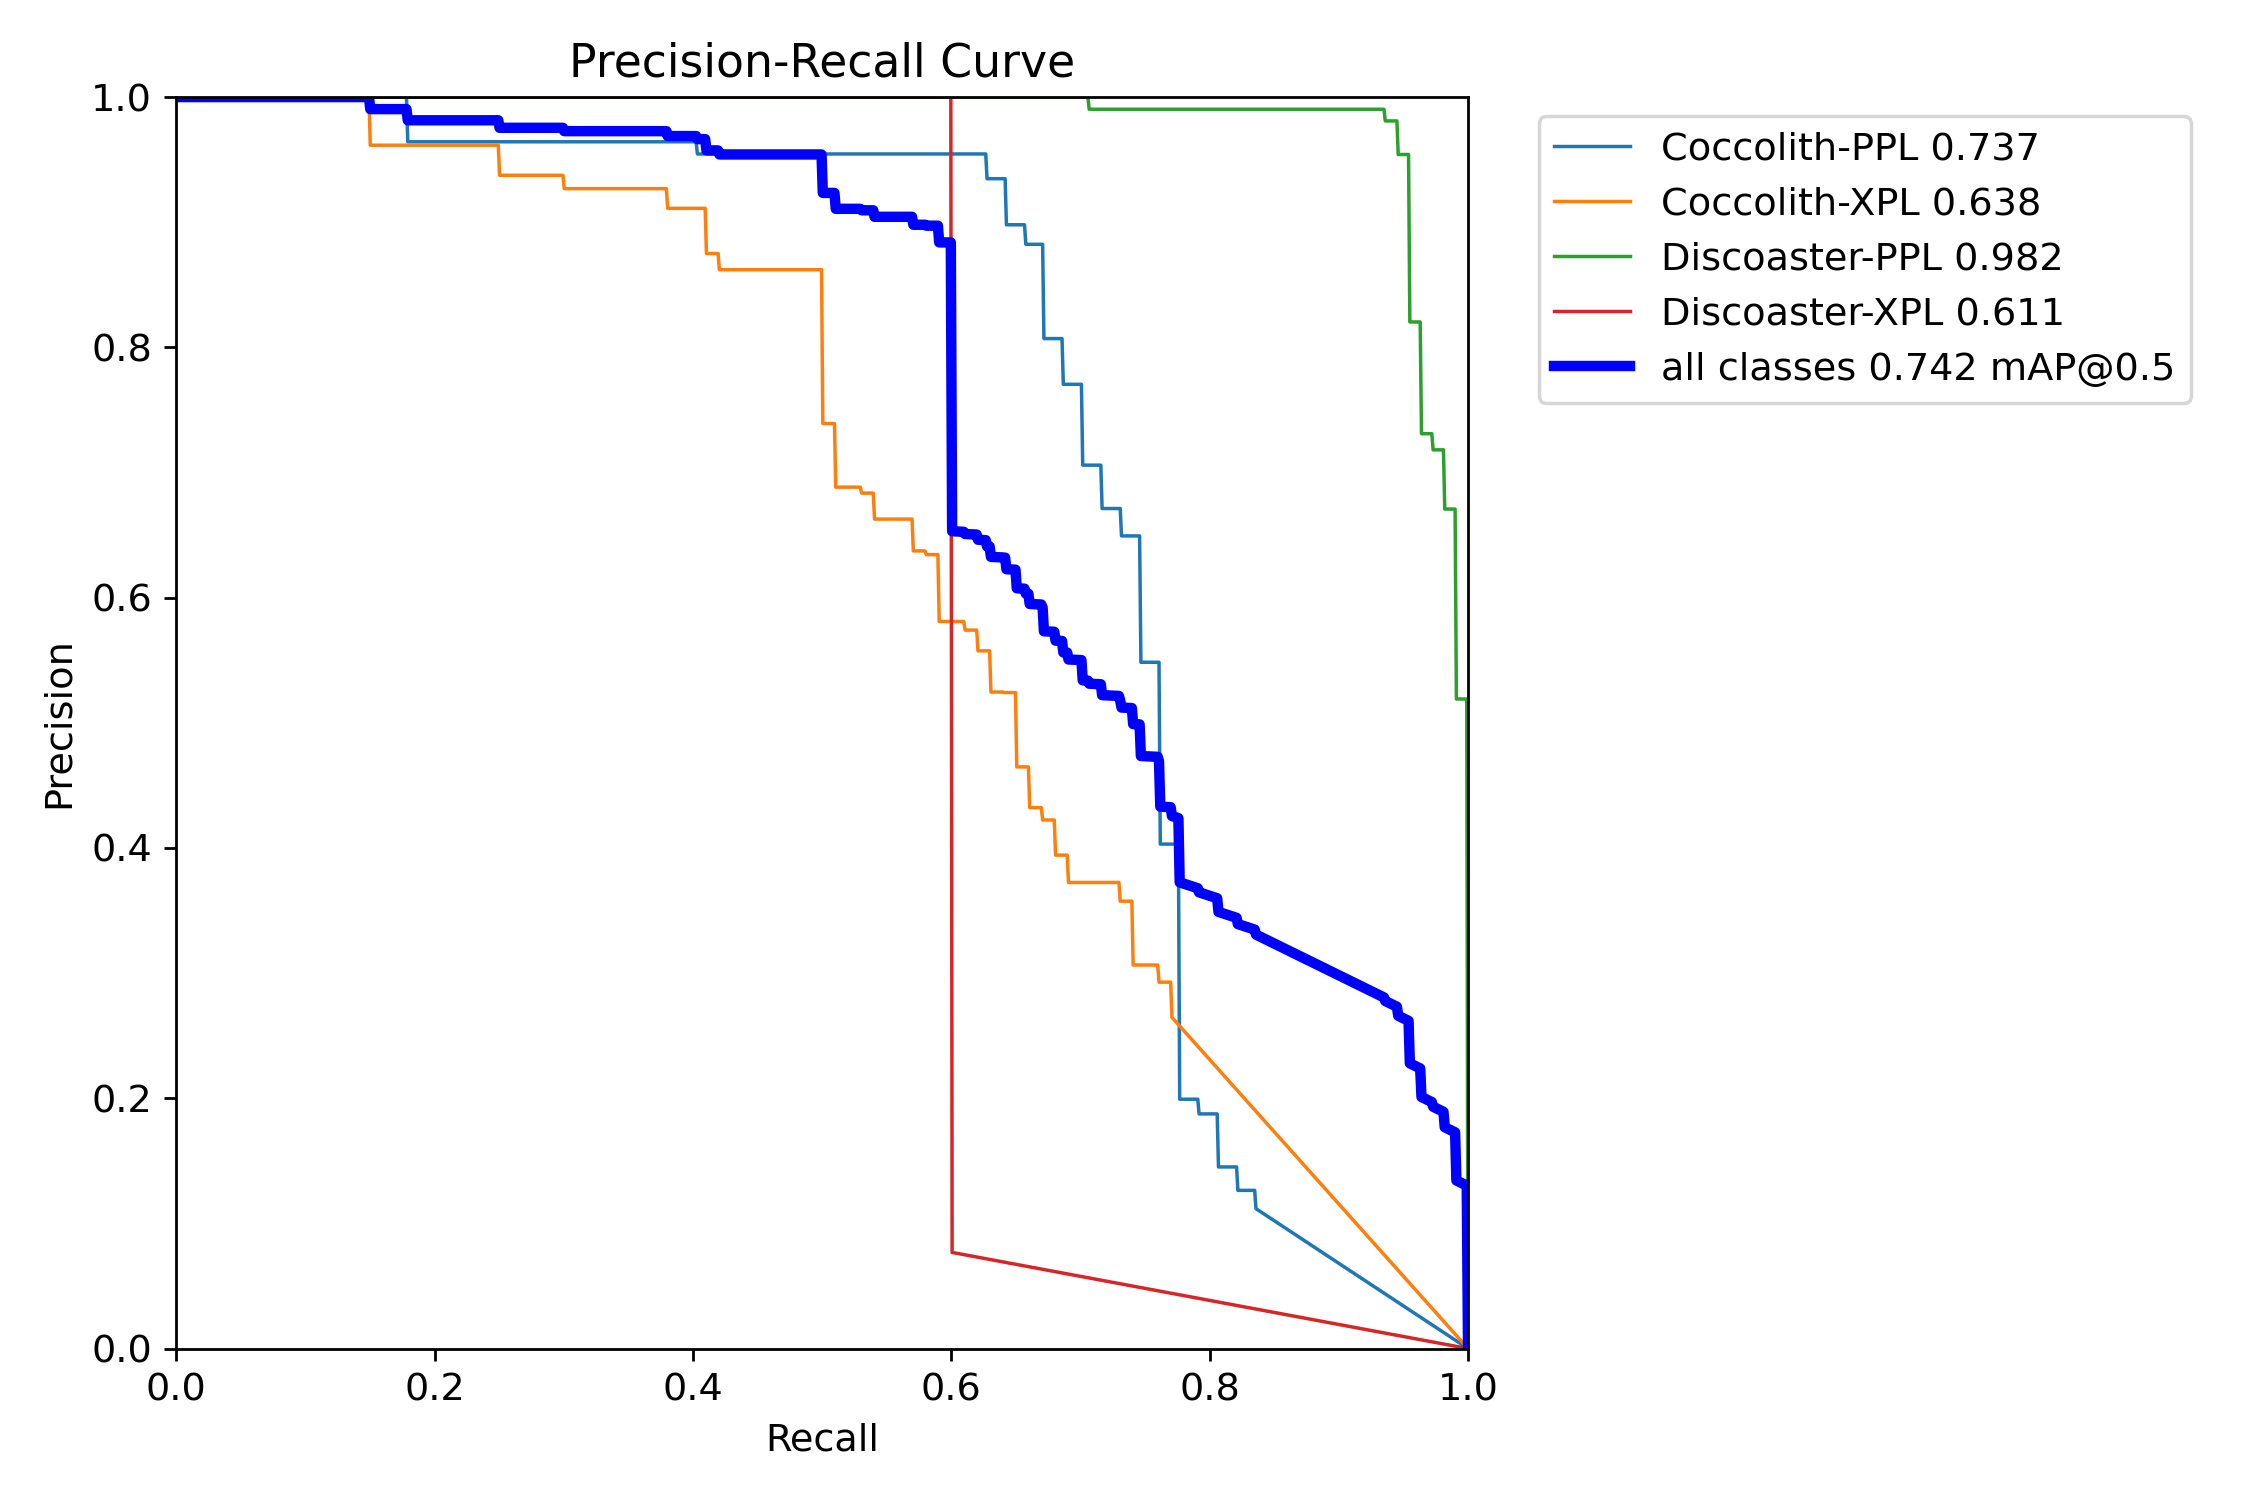 Precision-Recall Curve
1.0
0.8
0.6
0.4
0.2
0.0
Precision
0.0 0.2 0.4 0.6 0.8 1.0
Recall
Coccolith-PPL 0.737
Coccolith-XPL 0.638
Discoaster-PPL 0.982
Discoaster-XPL 0.611
all classes 0.742 mAP@0.5